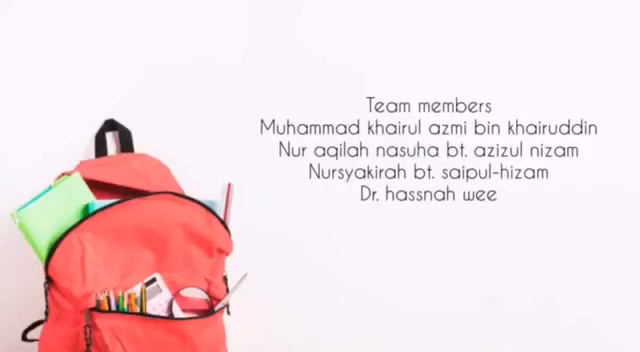 Team members
Muhammad khairul azmi bin khairuddin
Nur aqilah nasuha bt. azizul nizam
Nursyakirah bt. saipul-hizam
Dr. hassnah wee